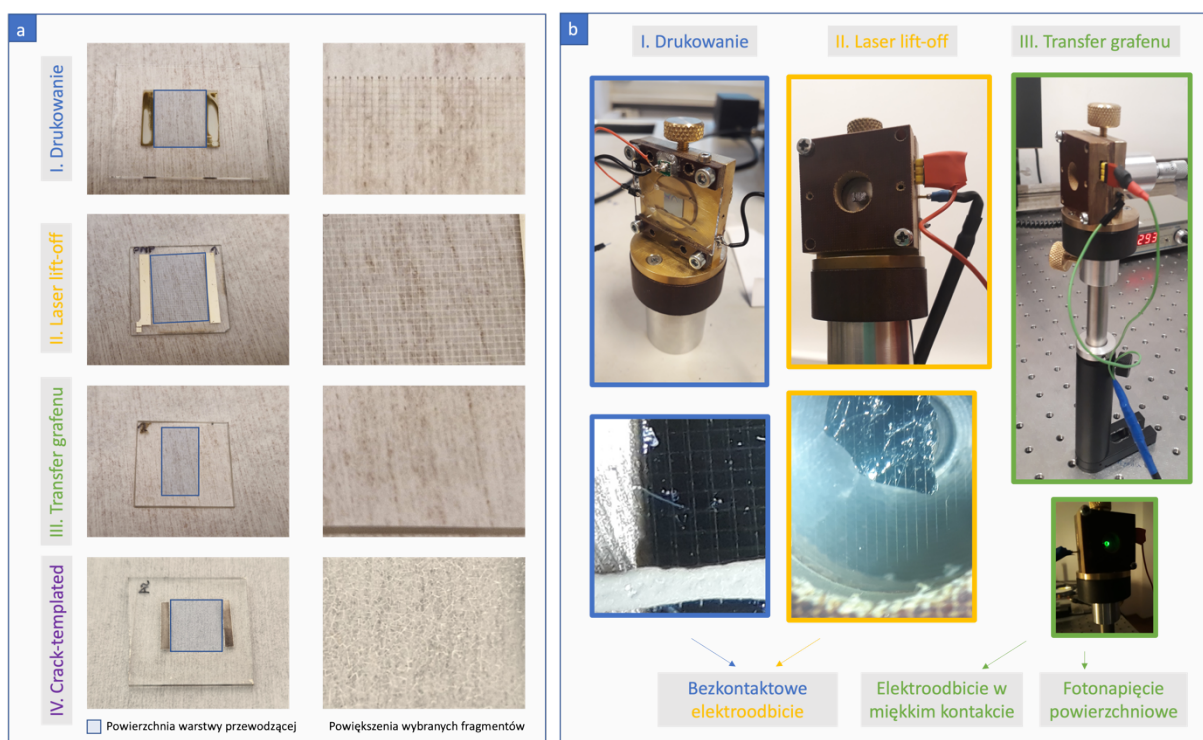 a
I. Drukowanie
II. Laser lift-off
III. Transfer grafenu
IV. Crack-templated
Powierzchnia warstwy przewodzącej
Powiększenia wybranych fragmentów
b
I. Drukowanie
II. Laser lift-off
III. Transfer grafenu
293
Bezkontaktowe
elektroodbicie
Elektroodbicie w
miękkim kontakcie
Fotonapięcie
powierzchniowe